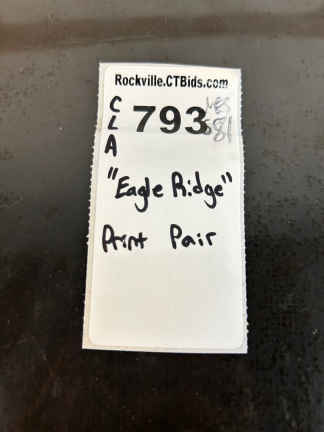 Rockville.CTBids.com
CLA
793
"Eagle Ridge"
Print Pair